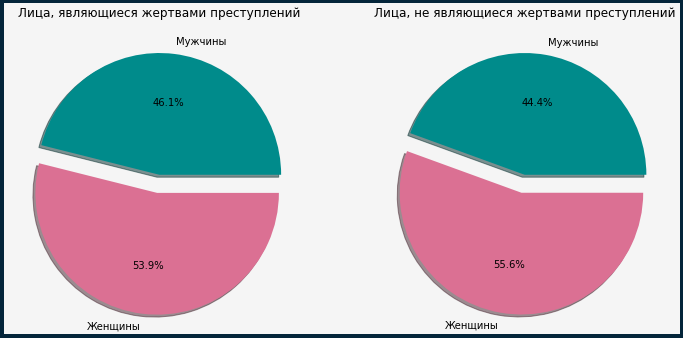 Лица, являющиеся жертвами преступлений
Мужчины
46.1%
53.9%
Женщины
Лица, не являющиеся жертвами преступлений
Мужчины
44.4%
55.6%
Женщины